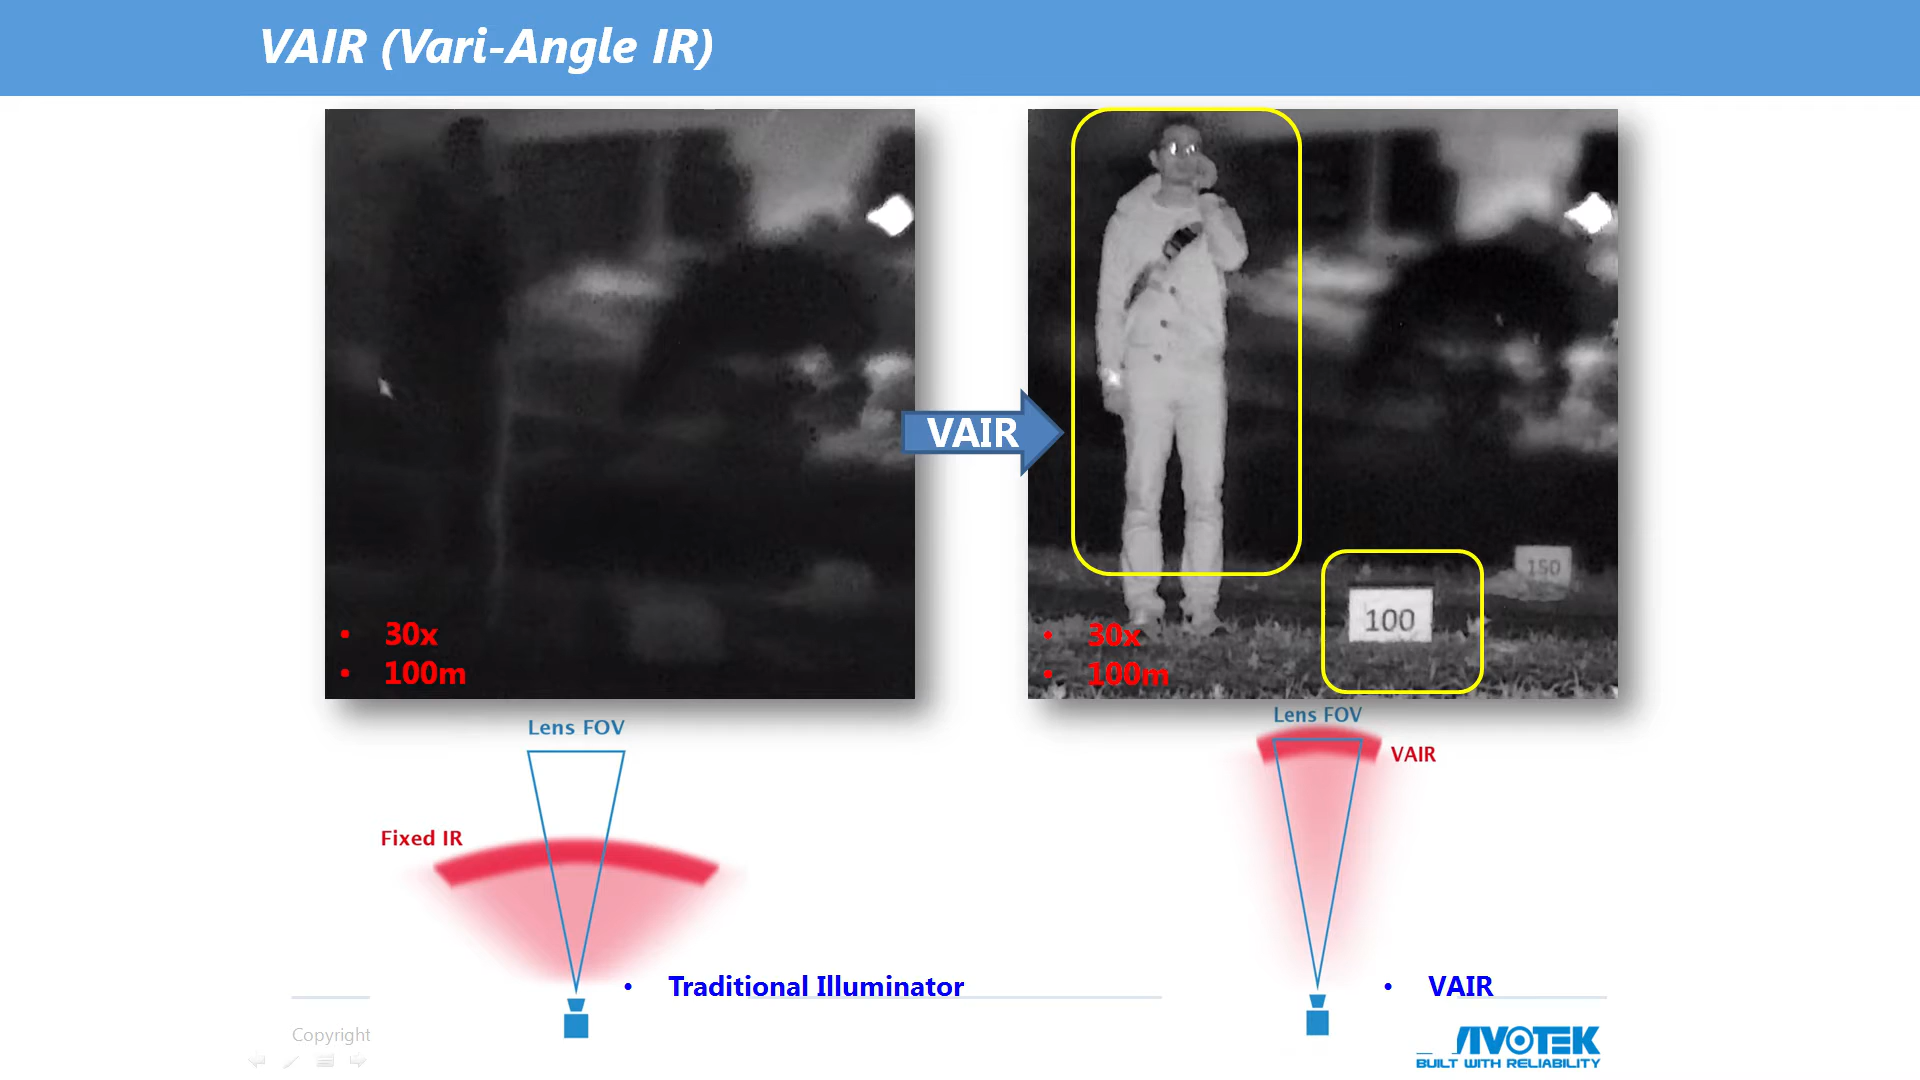 VAIR (Vari-Angle IR)
VAIR
150
100
• 30x
• 100m
• 30x
• 100m
Lens FOV
Fixed IR
• Traditional Illuminator
Lens FOV
VAIR
• VAIR
Copyright
VIVOTEK
BUILT WITH RELIABILITY